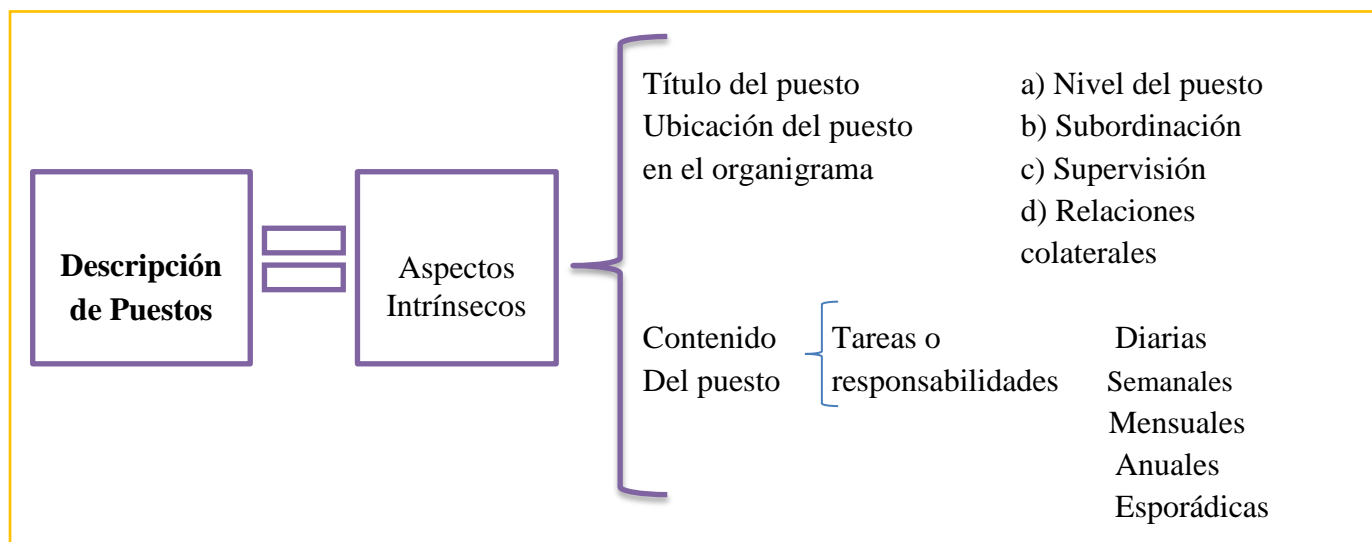 Descripción
de Puestos
Aspectos
Intrínsecos
Título del puesto
Ubicación del puesto
en el organigrama
a) Nivel del puesto
b) Subordinación
c) Supervisión
d) Relaciones
colaterales
Contenido
Del puesto
Tareas o
responsabilidades
Diarias
Semanales
Mensuales
Anuales
Esporádicas